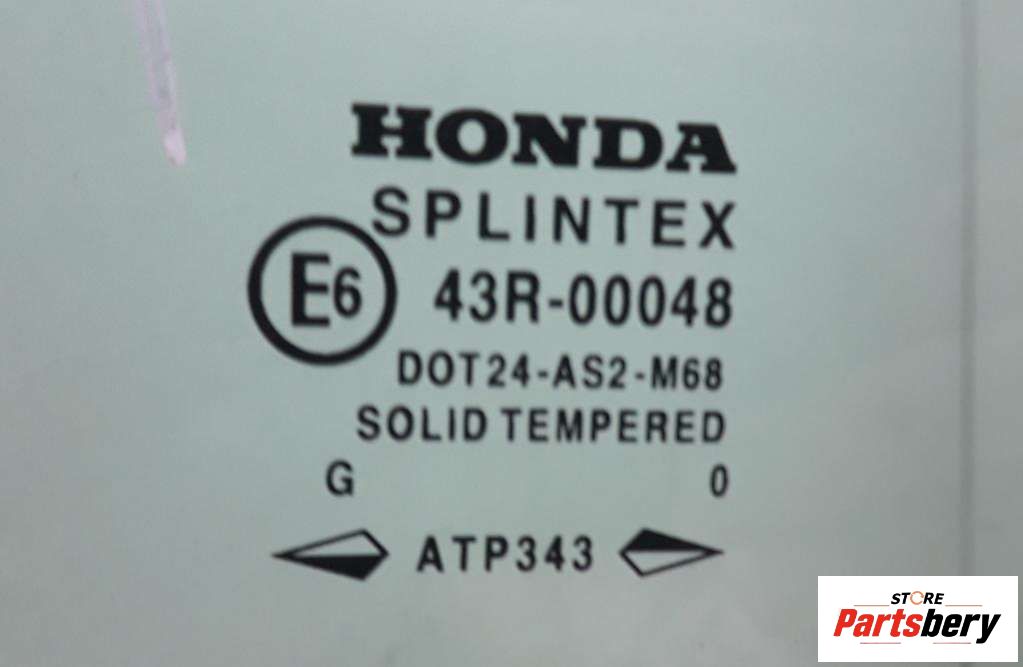 HONDA
SPLINTEX
E6 43R-00048
DOT24-AS2-M68
SOLID TEMPERED
G 0
ATP343
STORE
Partsbery